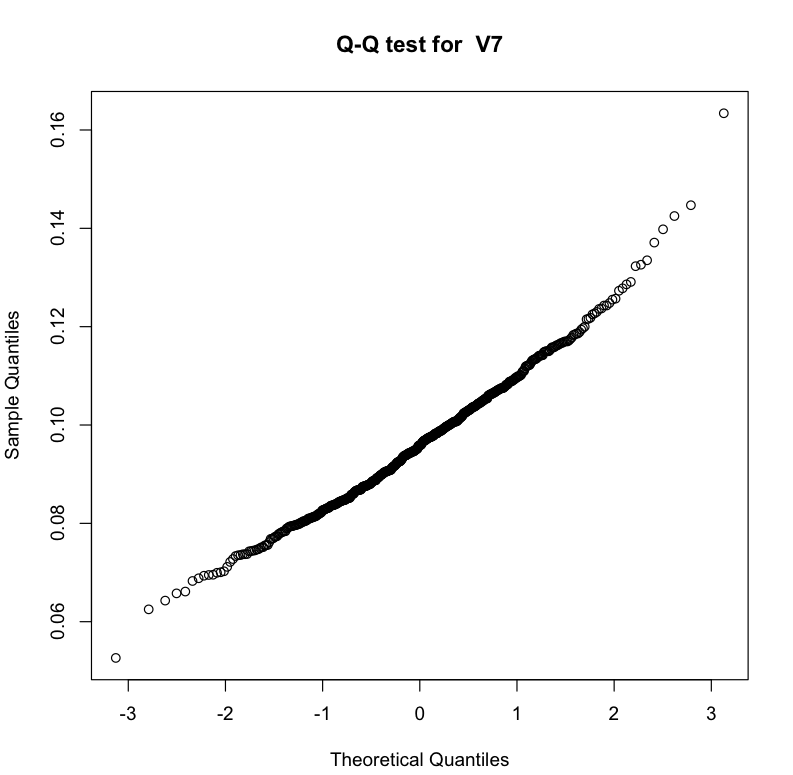 Q-Q test for  V7
0.16
0.14
0.12
0.10
0.08
0.06
Sample Quantiles
-3 -2 -1 0 1 2 3
Theoretical Quantiles